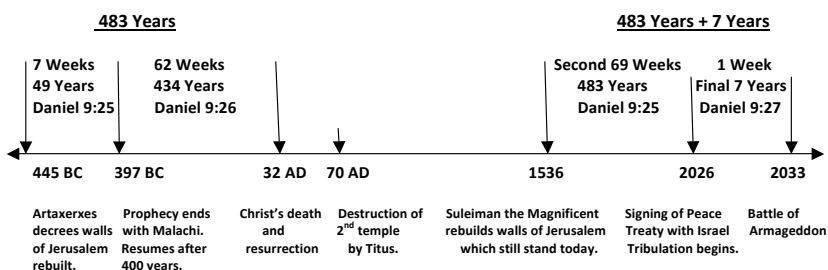 483 Years
483 Years + 7 Years
7 Weeks
49 Years
Daniel 9:25
62 Weeks
434 Years
Daniel 9:26
Second 69 Weeks
483 Years
Daniel 9:25
1 Week
Final 7 Years
Daniel 9:27
445 BC
397 BC
32 AD
70 AD
1536
2026
2033
Artaxerxes
decrees walls
of Jerusalem
rebuilt.
Prophecy ends
with Malachi.
Resumes after
400 years.
Christ's death
and
resurrection
Destruction of
2nd temple
by Titus.
Suleiman the Magnificent
rebuilds walls of Jerusalem
which still stand today.
Signing of Peace
Treaty with Israel
Tribulation begins.
Battle of
Armageddon